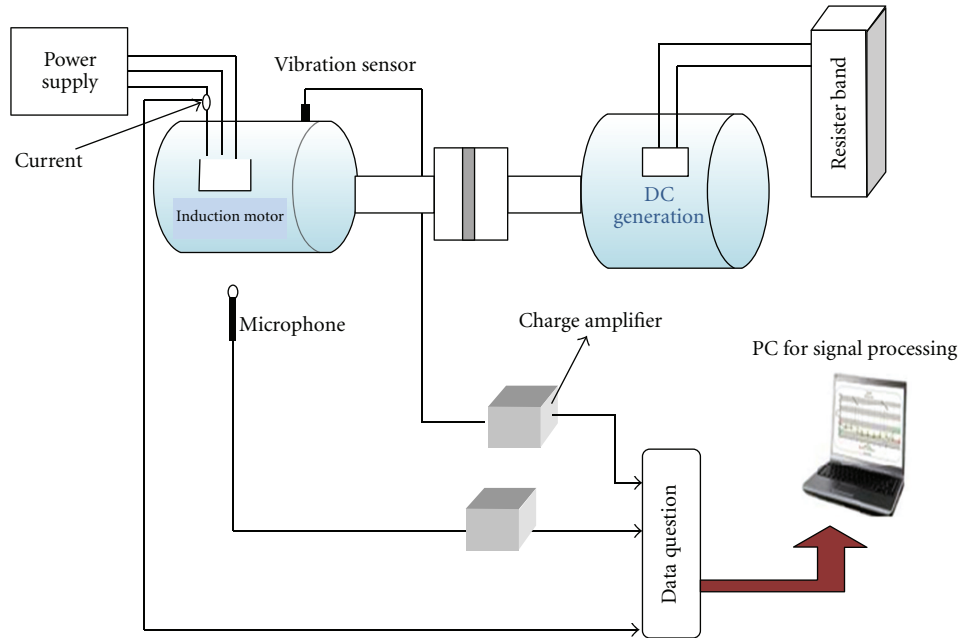 Power
supply
Vibration sensor
Current
Induction motor
DC
generation
Resister band
Microphone
Charge amplifier
PC for signal processing
Data question